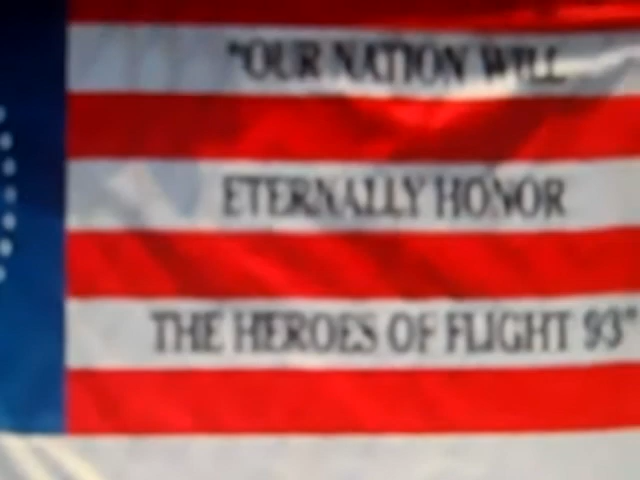 "OUR NATION WILL
ETERNALLY HONOR
THE HEROES OF FLIGHT 93"